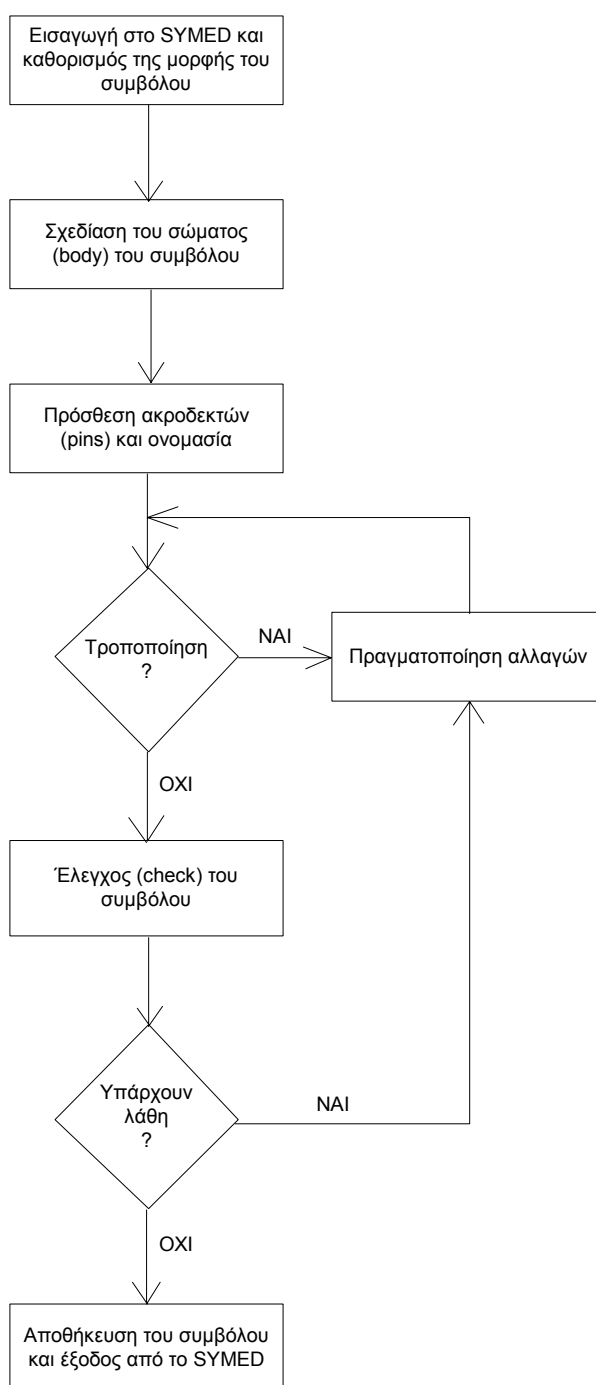 Εισαγωγή στο SYMED και
καθορισμός της μορφής του
συμβόλου
Σχεδίαση του σώματος
(body) του συμβόλου
Πρόσθεση ακροδεκτών
(pins) και ονομασία
Τροποποίηση
?
ΝΑΙ
Πραγματοποίηση αλλαγών
ΟΧΙ
Έλεγχος (check) του
συμβόλου
Υπάρχουν
λάθη
?
ΝΑΙ
ΟΧΙ
Αποθήκευση του συμβόλου
και έξοδος από το SYMED